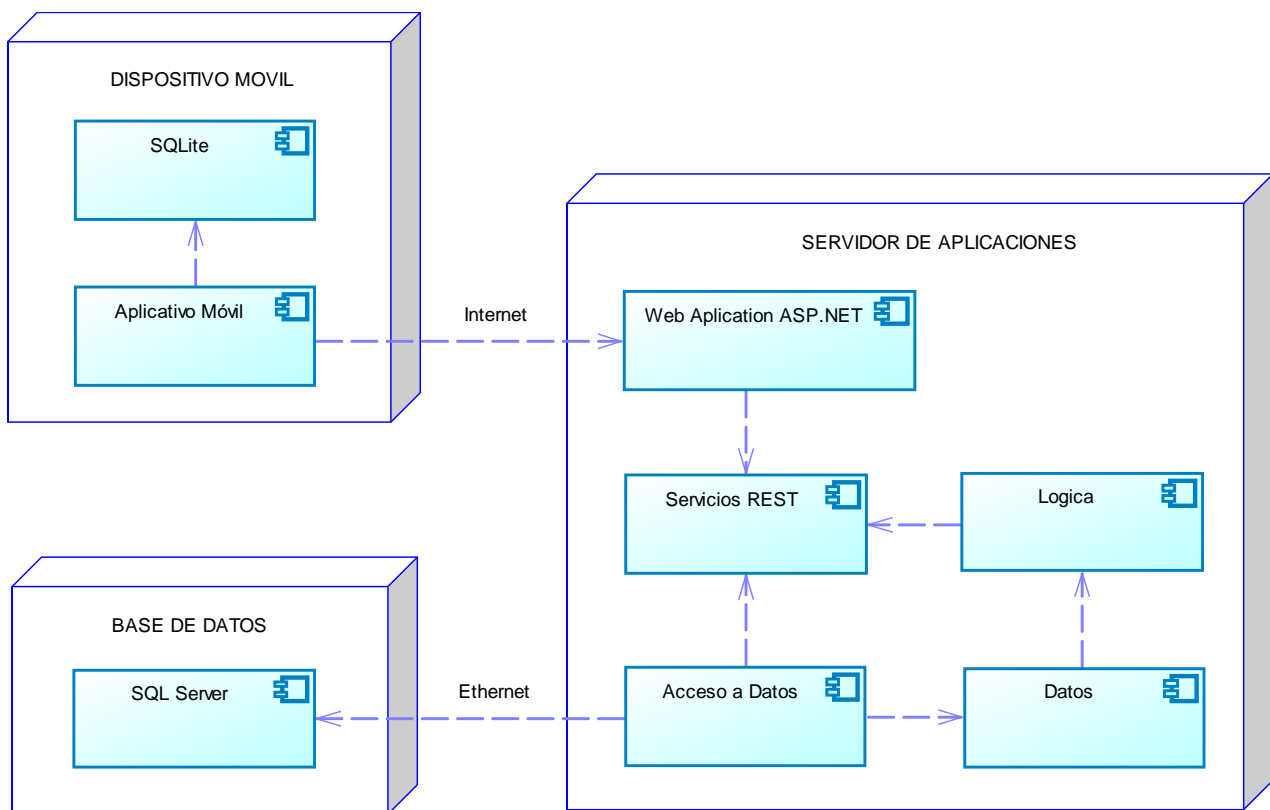 DISPOSITIVO MOVIL
SQLite
Aplicativo Móvil
Internet
SERVIDOR DE APLICACIONES
Web Aplication ASP.NET
Servicios REST
Logica
BASE DE DATOS
SQL Server
Ethernet
Acceso a Datos
Datos